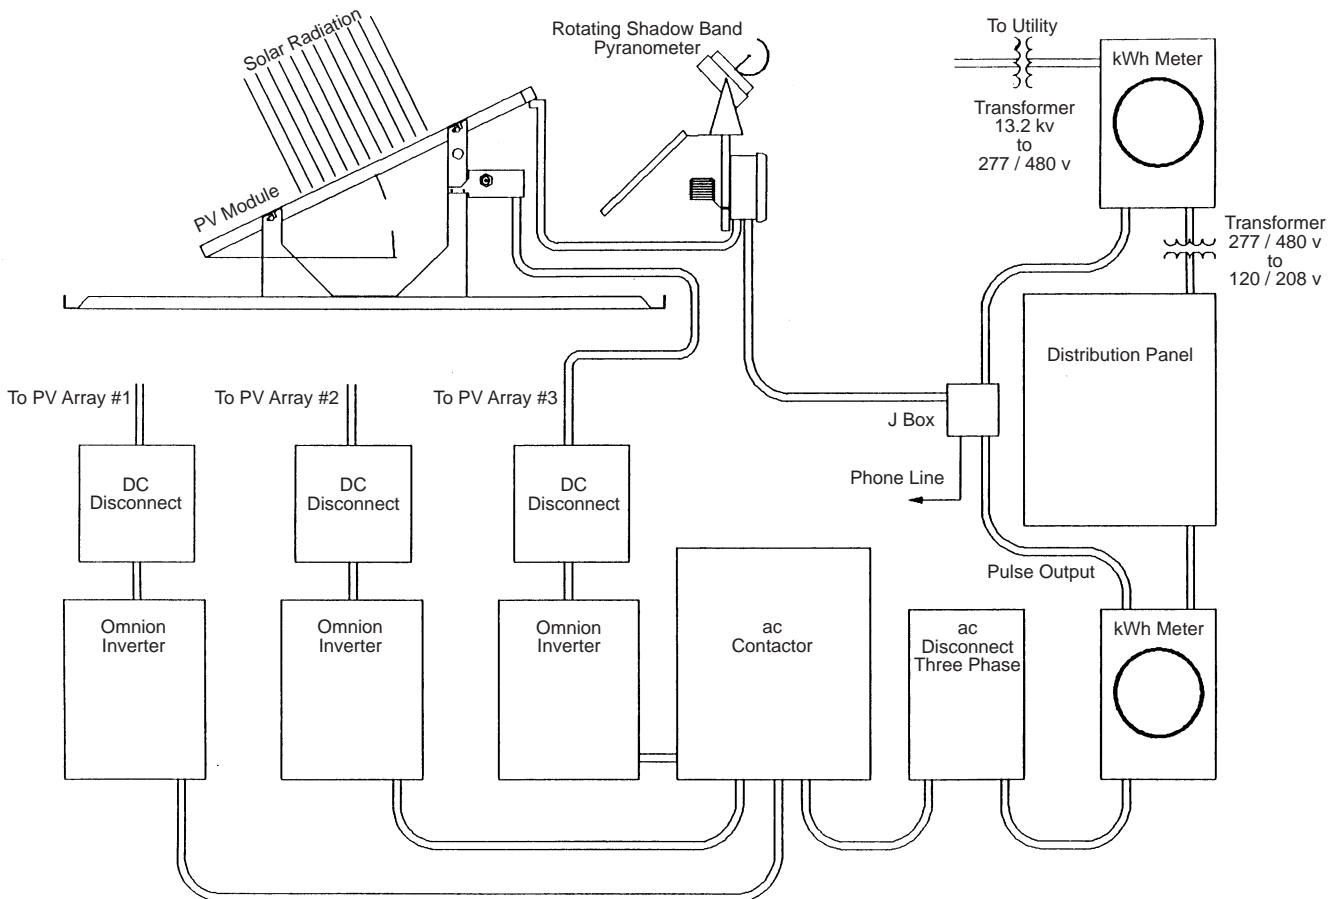 Solar Radiation
PV Module
Rotating Shadow Band
Pyranometer
To Utility
Transformer
13.2 kv
to
277 / 480 v
kWh Meter
Transformer
277 / 480 v
to
120 / 208 v
Distribution Panel
To PV Array #1
To PV Array #2
To PV Array #3
J Box
Phone Line
DC
Disconnect
DC
Disconnect
DC
Disconnect
Pulse Output
Omnion
Inverter
Omnion
Inverter
Omnion
Inverter
ac
Contactor
ac
Disconnect
Three Phase
kWh Meter